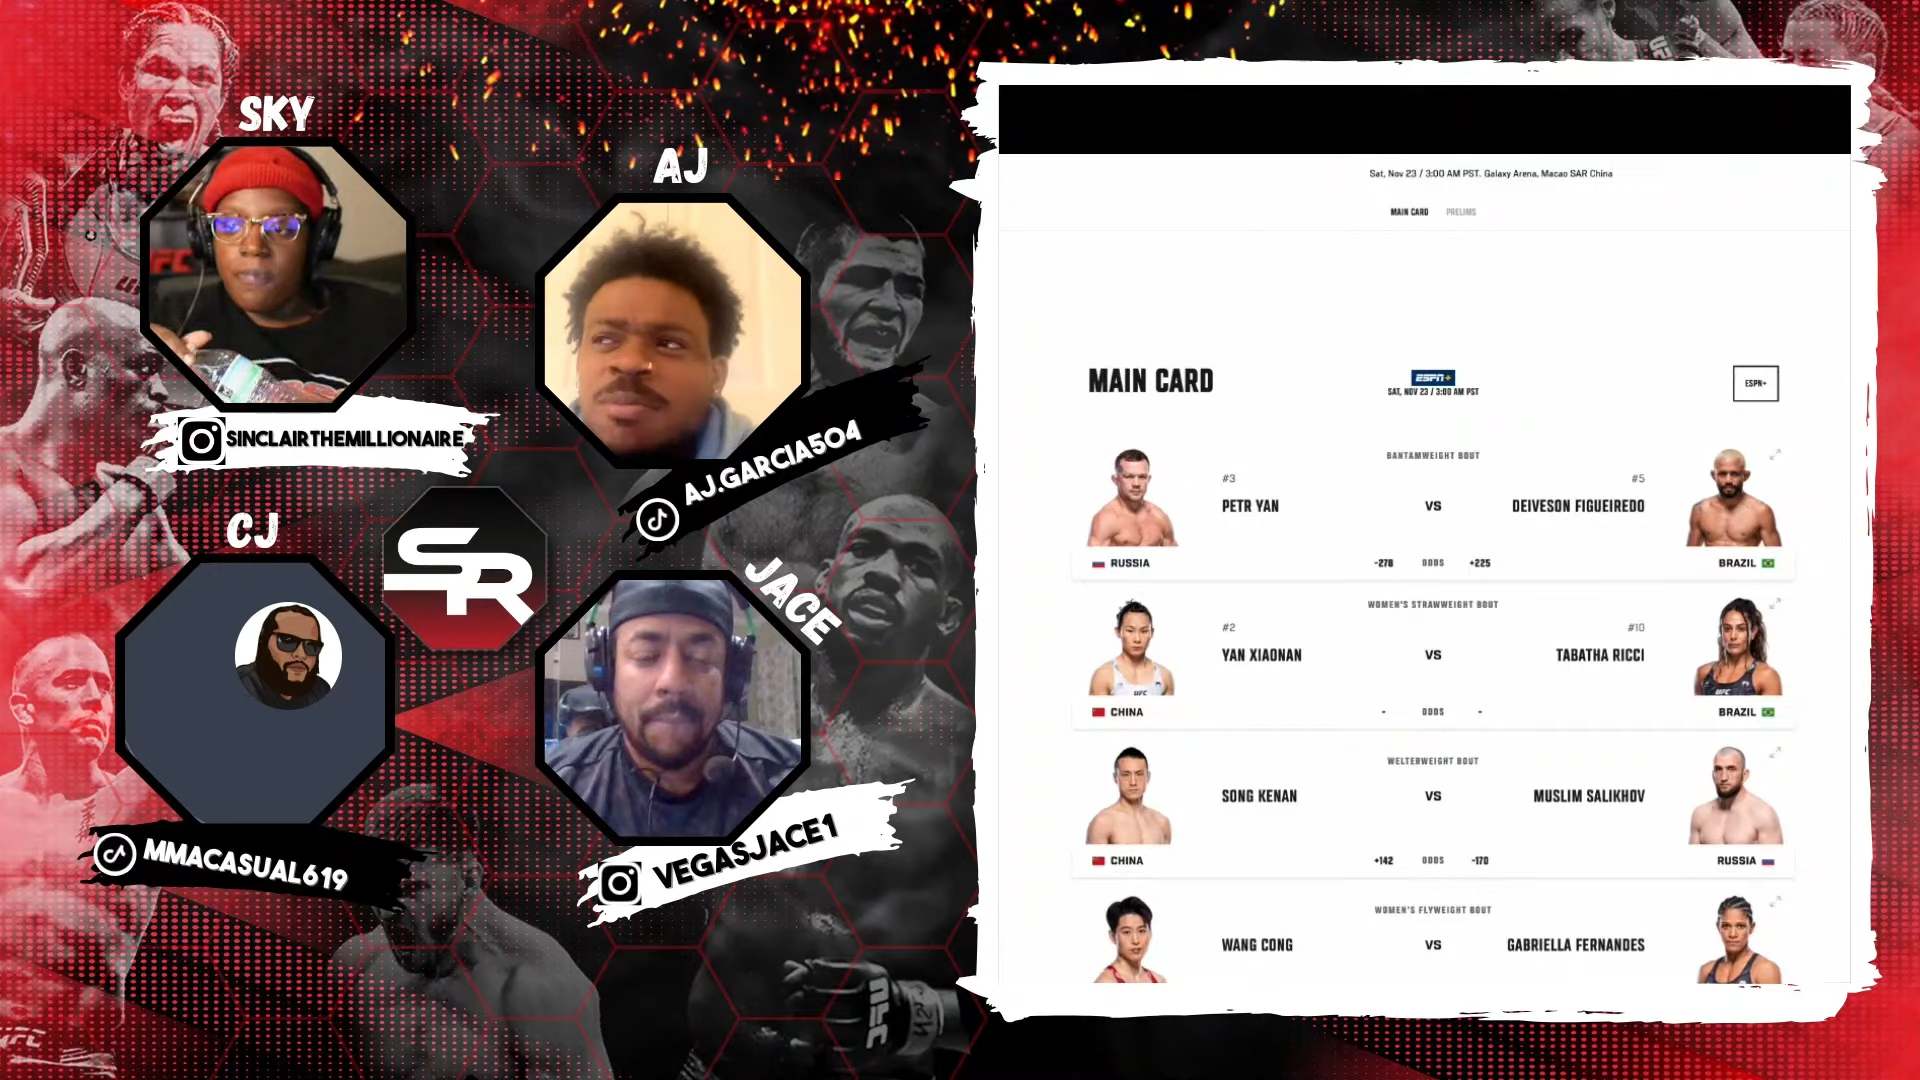 SKY
SINCLAIRTHEMILLIONAIRE
AJ
AJ.GARCIA504
CJ
MMACASUAL619
SR
JACE
VEGASJACE1
Sat, Nov 23 / 3:00 AM PST. Galaxy Arena, Macao SAR China
MAIN CARD PRELIMS
MAIN CARD
ESPN+
SAT, NOV 23 / 3:00 AM PST
ESPN+
BANTAMWEIGHT BOUT
#3 #5
PETR YAN VS DEIVESON FIGUEIREDO
RUSSIA -278 ODDS +225 BRAZIL
WOMEN'S STRAWWEIGHT BOUT
#2 #10
YAN XIAONAN VS TABATHA RICCI
CHINA - ODDS - BRAZIL
WELTERWEIGHT BOUT
SONG KENAN VS MUSLIM SALIKHOV
CHINA +142 ODDS -170 RUSSIA
WOMEN'S FLYWEIGHT BOUT
WANG CONG VS GABRIELLA FERNANDES
UFC